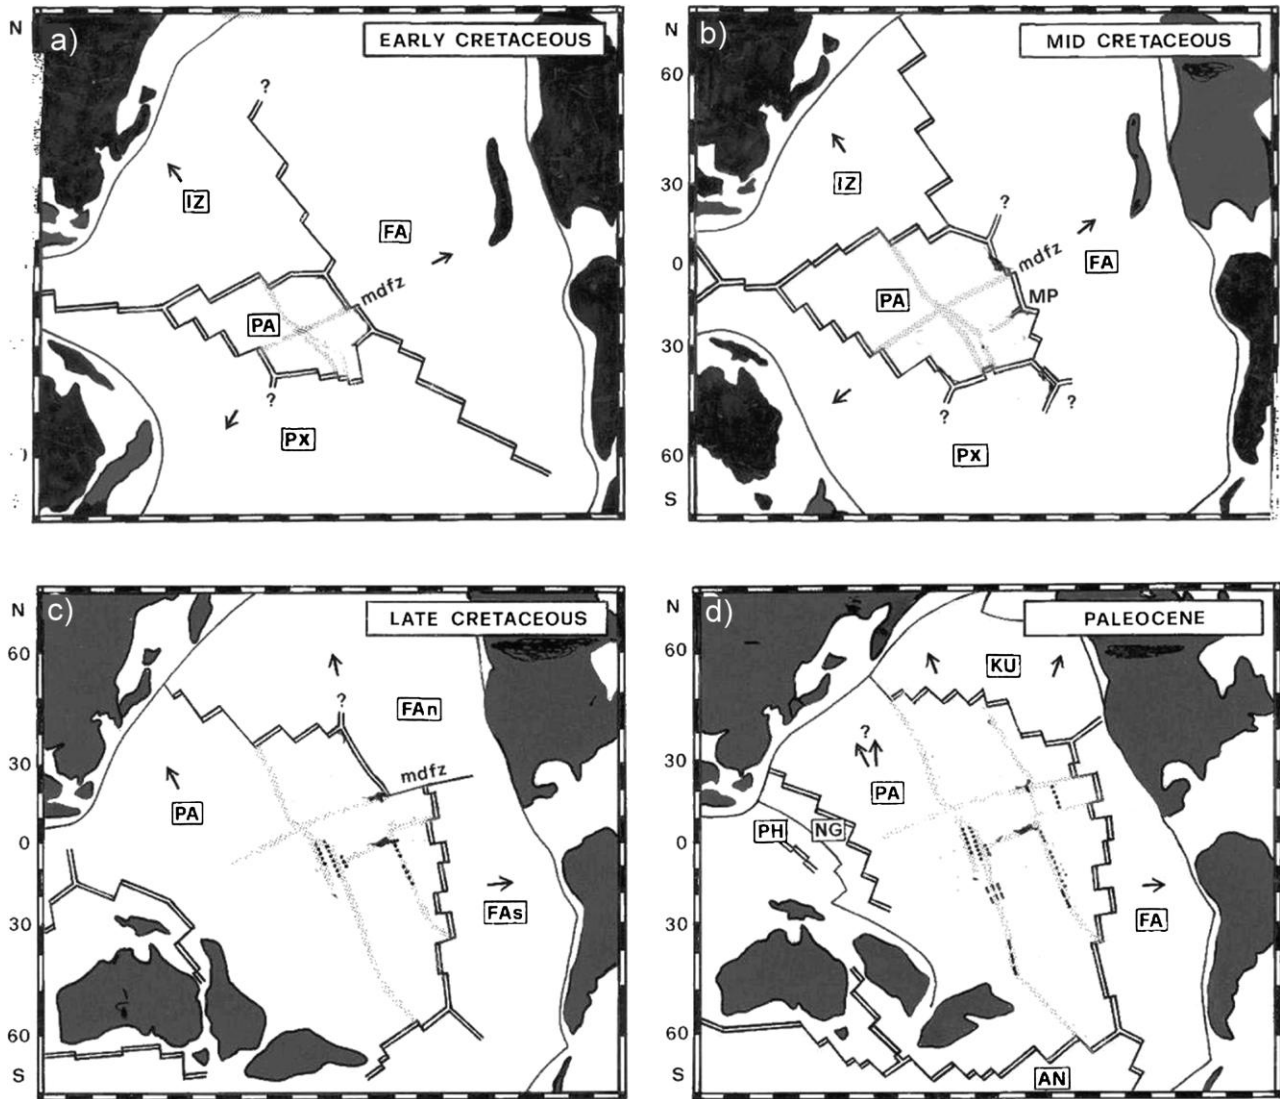 a)
EARLY CRETACEOUS
N
?
IZ
FA
mdfz
PA
?
Px
b)
MID CRETACEOUS
N
60
IZ
30
?
mdfz
0
FA
PA
MP
30
?
?
60
Px
S
c)
LATE CRETACEOUS
N
60
?
FAn
30
mdfz
PA
0
FAs
30
60
S
d)
PALEOCENE
N
60
KU
?
30
PA
PH
NG
0
FA
30
60
AN
S